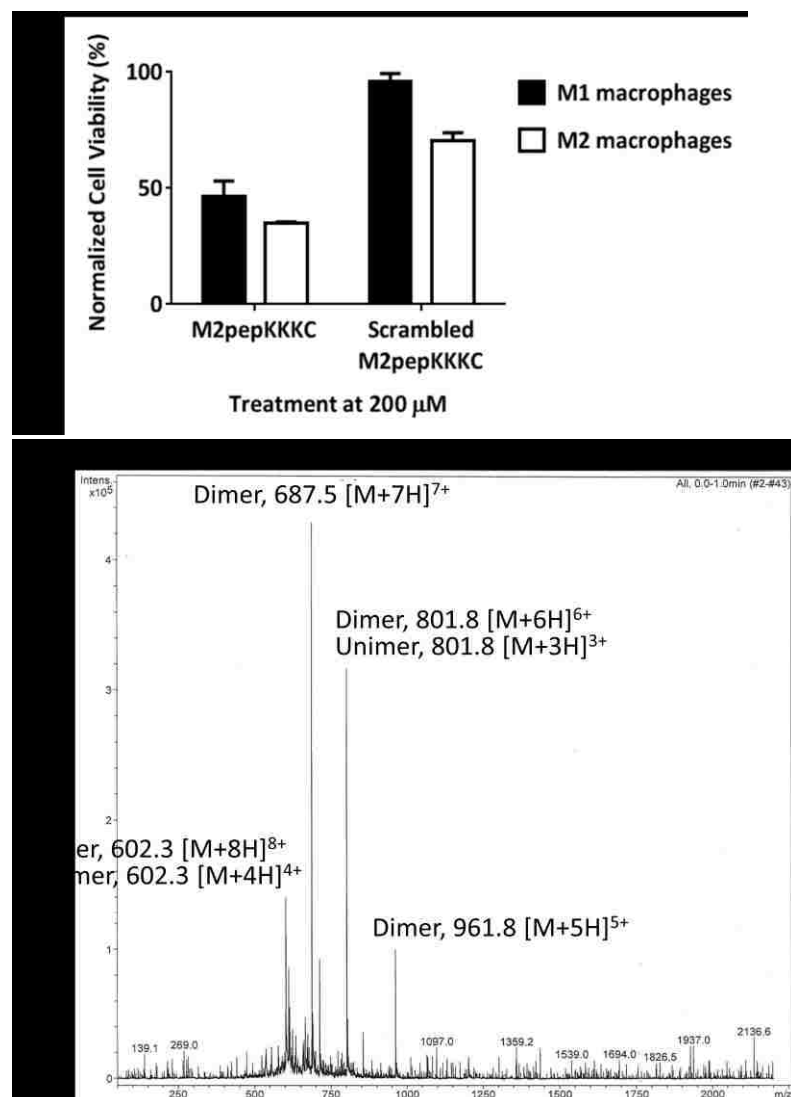 Normalized Cell Viability (%)
100
50
0
M1 macrophages
M2 macrophages
M2pepKKKC
Scrambled
M2pepKKKC
Treatment at 200 μM
Intens.
x10⁵
All, 0.0-1.0min (#2-#43)
Dimer, 687.5 [M+7H]⁷⁺
4
Dimer, 801.8 [M+6H]⁶⁺
Unimer, 801.8 [M+3H]³⁺
3
2
er, 602.3 [M+8H]⁸⁺
mer, 602.3 [M+4H]⁴⁺
Dimer, 961.8 [M+5H]⁵⁺
1
139.1
269.0
1097.0
1359.2
1539.0
1694.0
1826.5
1937.0
2136.6
0
250
500
750
1000
1250
1500
1750
2000
m/z